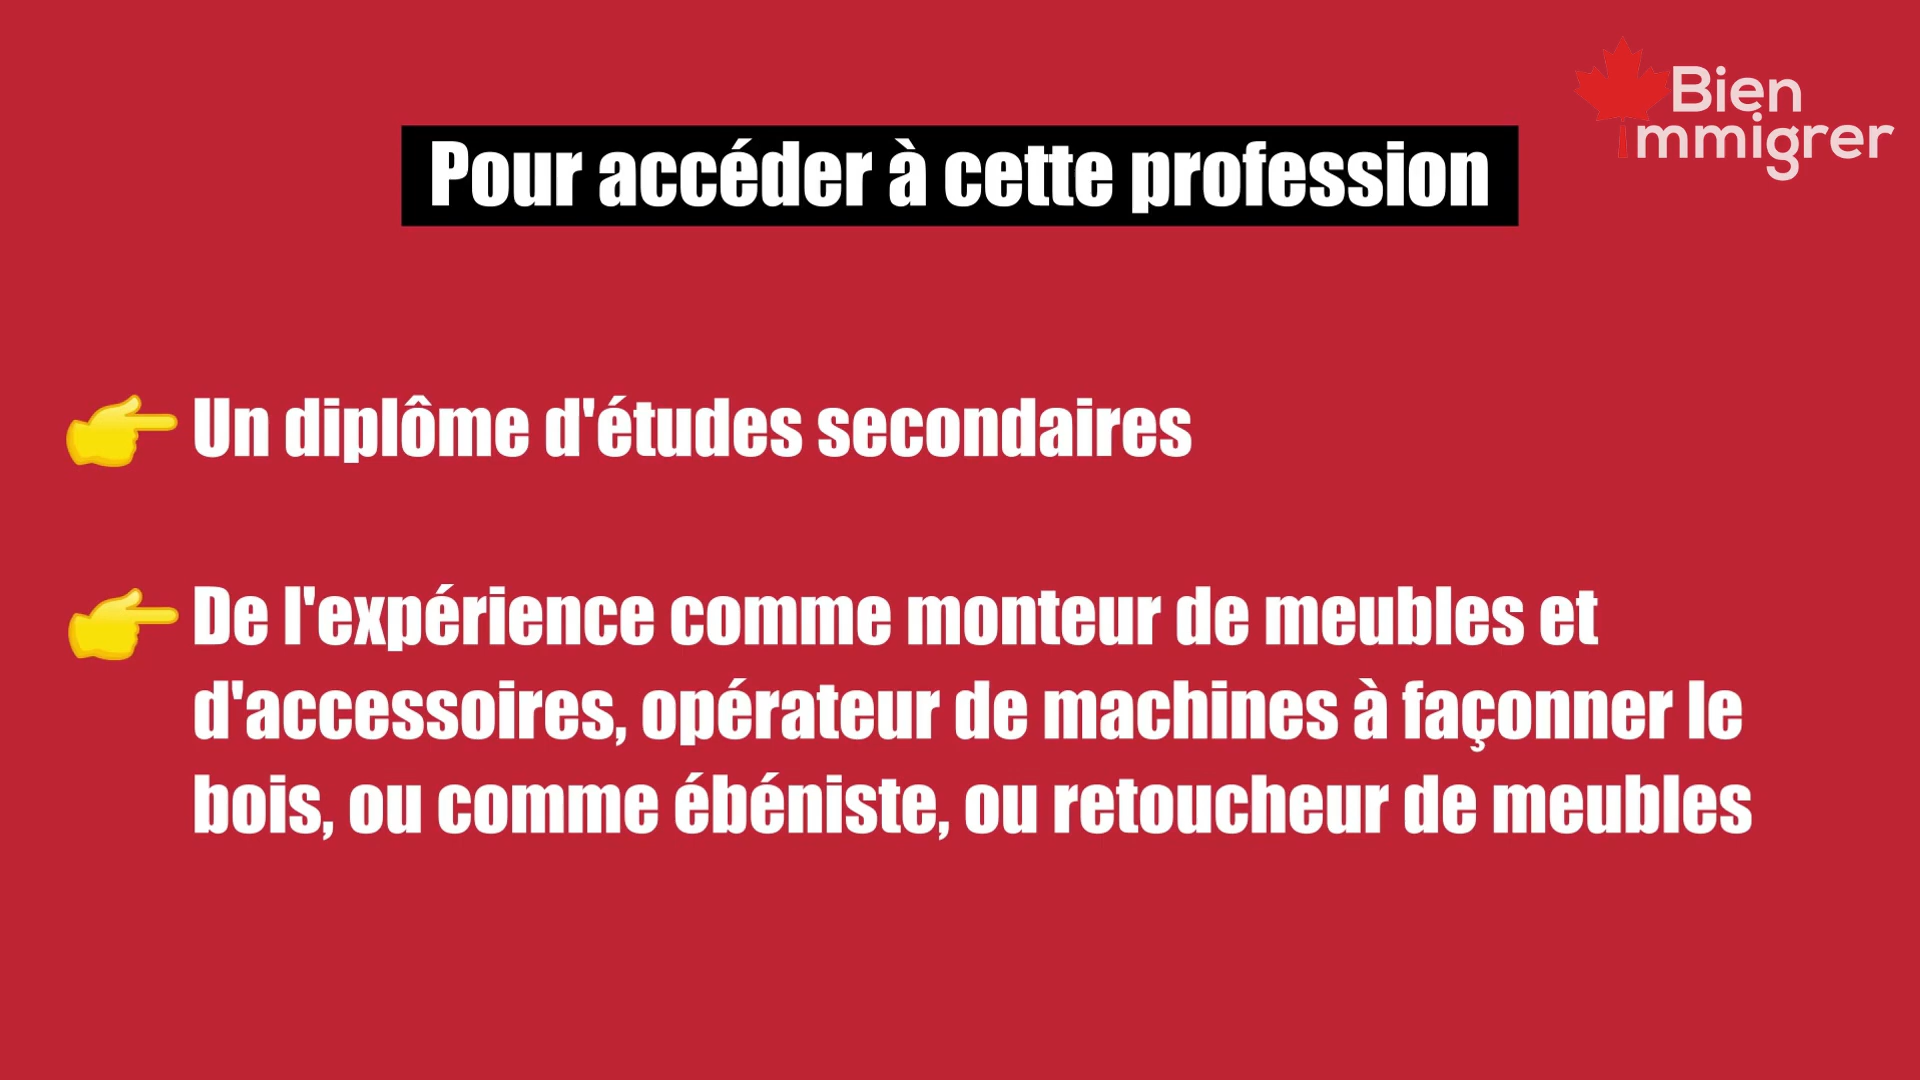 Bien
immigrer
Pour accéder à cette profession
Un diplôme d'études secondaires
De l'expérience comme monteur de meubles et
d'accessoires, opérateur de machines à façonner le
bois, ou comme ébéniste, ou retoucheur de meubles